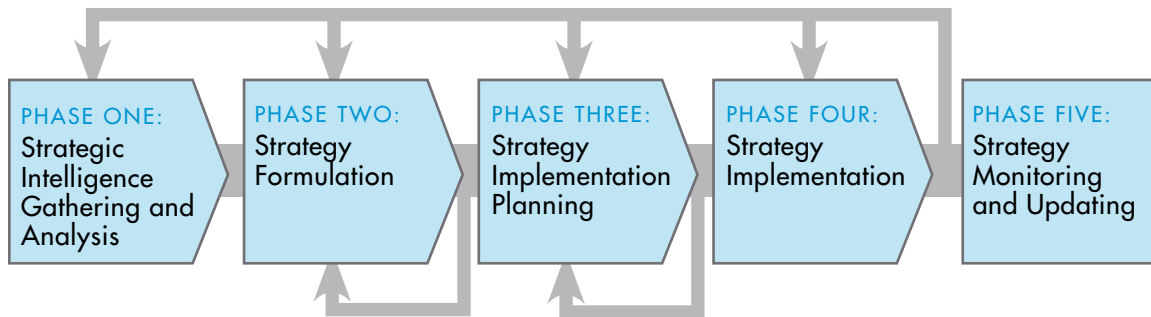 PHASE ONE:
Strategic
Intelligence
Gathering and
Analysis
PHASE TWO:
Strategy
Formulation
PHASE THREE:
Strategy
Implementation
Planning
PHASE FOUR:
Strategy
Implementation
PHASE FIVE:
Strategy
Monitoring
and Updating